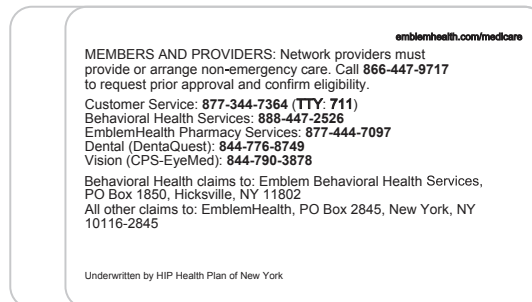 emblemhealth.com/medicare
MEMBERS AND PROVIDERS: Network providers must
provide or arrange non-emergency care. Call 866-447-9717
to request prior approval and confirm eligibility.
Customer Service: 877-344-7364 (TTY: 711)
Behavioral Health Services: 888-447-2526
EmblemHealth Pharmacy Services: 877-444-7097
Dental (DentaQuest): 844-776-8749
Vision (CPS-EyeMed): 844-790-3878
Behavioral Health claims to: Emblem Behavioral Health Services,
PO Box 1850, Hicksville, NY 11802
All other claims to: EmblemHealth, PO Box 2845, New York, NY
10116-2845
Underwritten by HIP Health Plan of New York